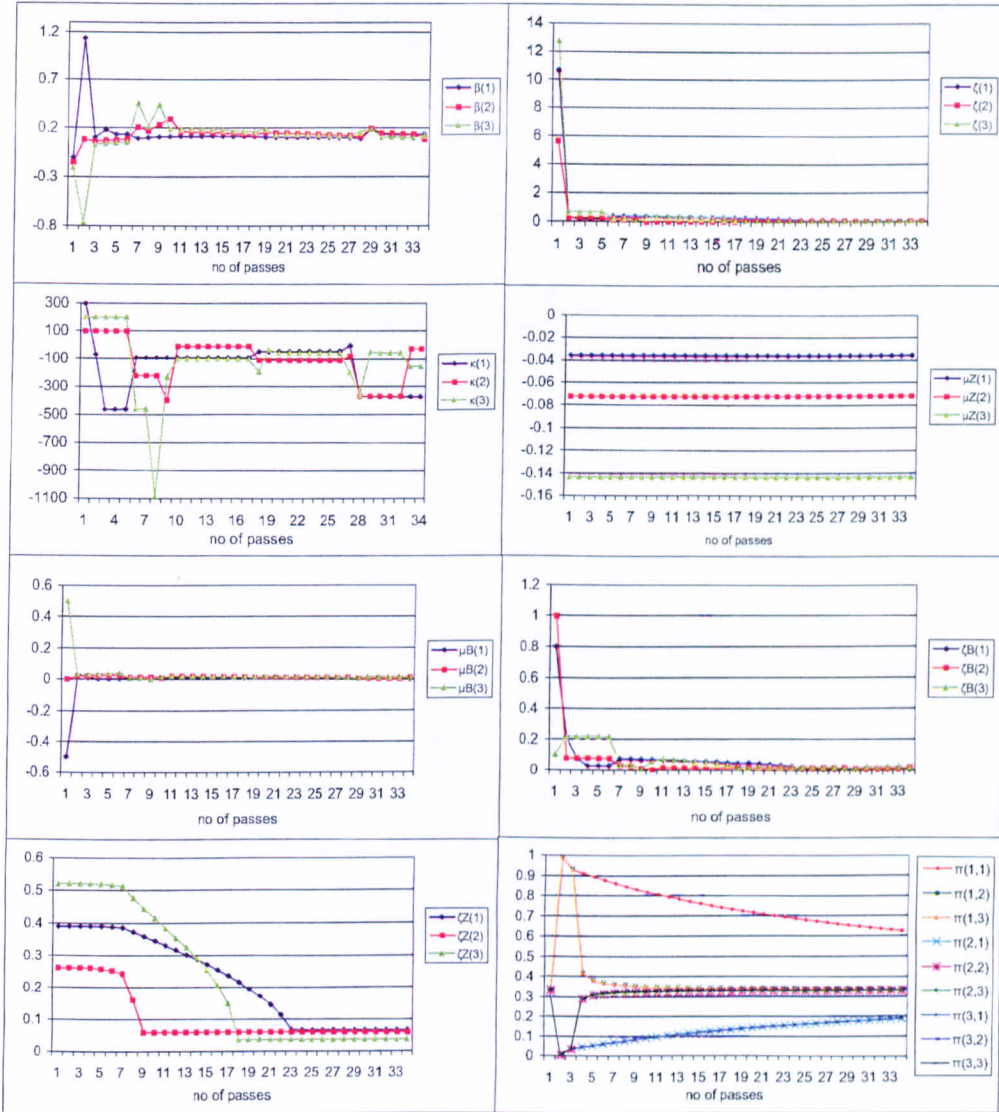 1.2
0.7
0.2
-0.3
-0.8
1 3 5 7 9 11 13 15 17 19 21 23 25 27 29 31 33
no of passes
β(1)
β(2)
β(3)
14
12
10
8
6
4
2
0
1 3 5 7 9 11 13 15 17 19 21 23 25 27 29 31 33
no of passes
ζ(1)
ζ(2)
ζ(3)
300
100
-100
-300
-500
-700
-900
-1100
1 4 7 10 13 16 19 22 25 28 31 34
no of passes
κ(1)
κ(2)
κ(3)
0
-0.02
-0.04
-0.06
-0.08
-0.1
-0.12
-0.14
-0.16
1 3 5 7 9 11 13 15 17 19 21 23 25 27 29 31 33
no of passes
μZ(1)
μZ(2)
μZ(3)
0.6
0.4
0.2
0
-0.2
-0.4
-0.6
1 3 5 7 9 11 13 15 17 19 21 23 25 27 29 31 33
no of passes
μB(1)
μB(2)
μB(3)
1.2
1
0.8
0.6
0.4
0.2
0
1 3 5 7 9 11 13 15 17 19 21 23 25 27 29 31 33
no of passes
ζB(1)
ζB(2)
ζB(3)
0.6
0.5
0.4
0.3
0.2
0.1
0
1 3 5 7 9 11 13 15 17 19 21 23 25 27 29 31 33
no of passes
ζZ(1)
ζZ(2)
ζZ(3)
1
0.9
0.8
0.7
0.6
0.5
0.4
0.3
0.2
0.1
0
1 3 5 7 9 11 13 15 17 19 21 23 25 27 29 31 33
no of passes
π(1,1)
π(1,2)
π(1,3)
π(2,1)
π(2,2)
π(2,3)
π(3,1)
π(3,2)
π(3,3)